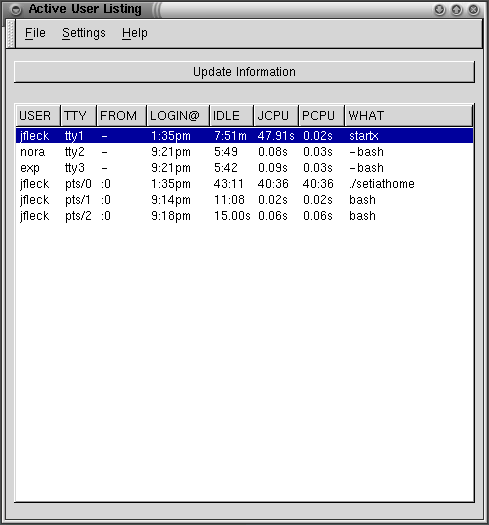 Active User Listing
File Settings Help
Update Information
USER TTY FROM LOGIN@ IDLE JCPU PCPU WHAT
jfleck tty1 – 1:35pm 7:51m 47.91s 0.02s startx
nora tty2 – 9:21pm 5:49 0.08s 0.03s –bash
exp tty3 – 9:21pm 5:42 0.09s 0.03s –bash
jfleck pts/0 :0 1:35pm 43:11 40:36 40:36 ./setiathome
jfleck pts/1 :0 9:14pm 11:08 0.02s 0.02s bash
jfleck pts/2 :0 9:18pm 15.00s 0.06s 0.06s bash